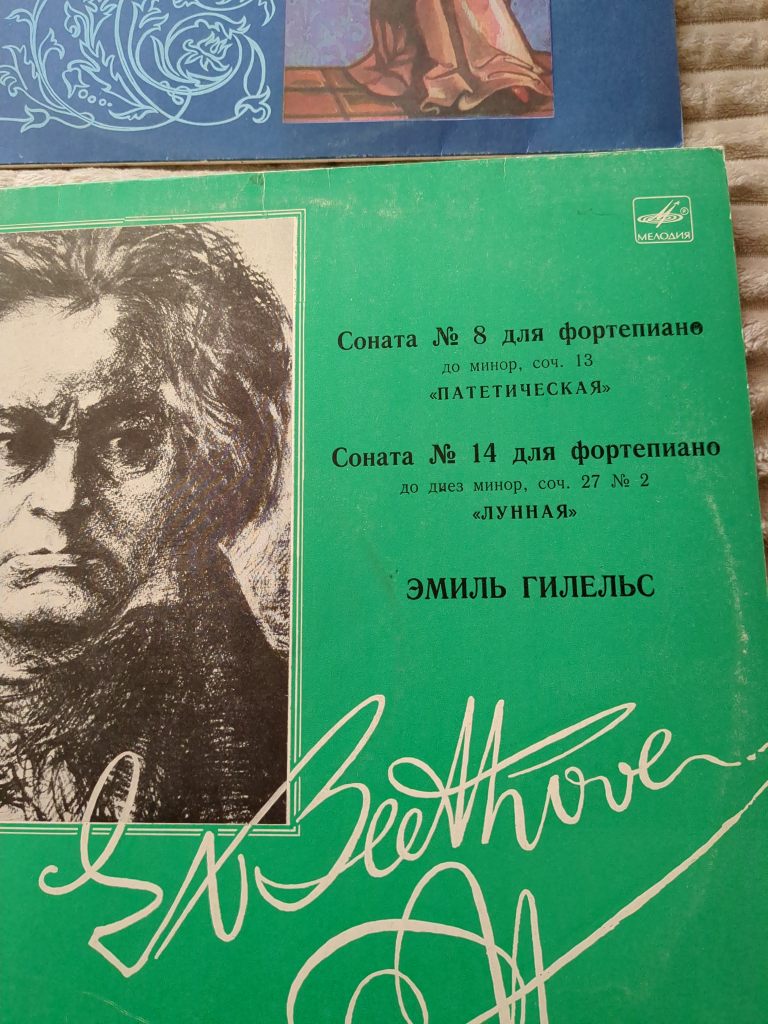 МЕЛОДИЯ
Соната № 8 для фортепиано
до минор, соч. 13
«ПАТЕТИЧЕСКАЯ»
Соната № 14 для фортепиано
до диез минор, соч. 27 № 2
«ЛУННАЯ»
ЭМИЛЬ ГИЛЕЛЬС
Beethoven